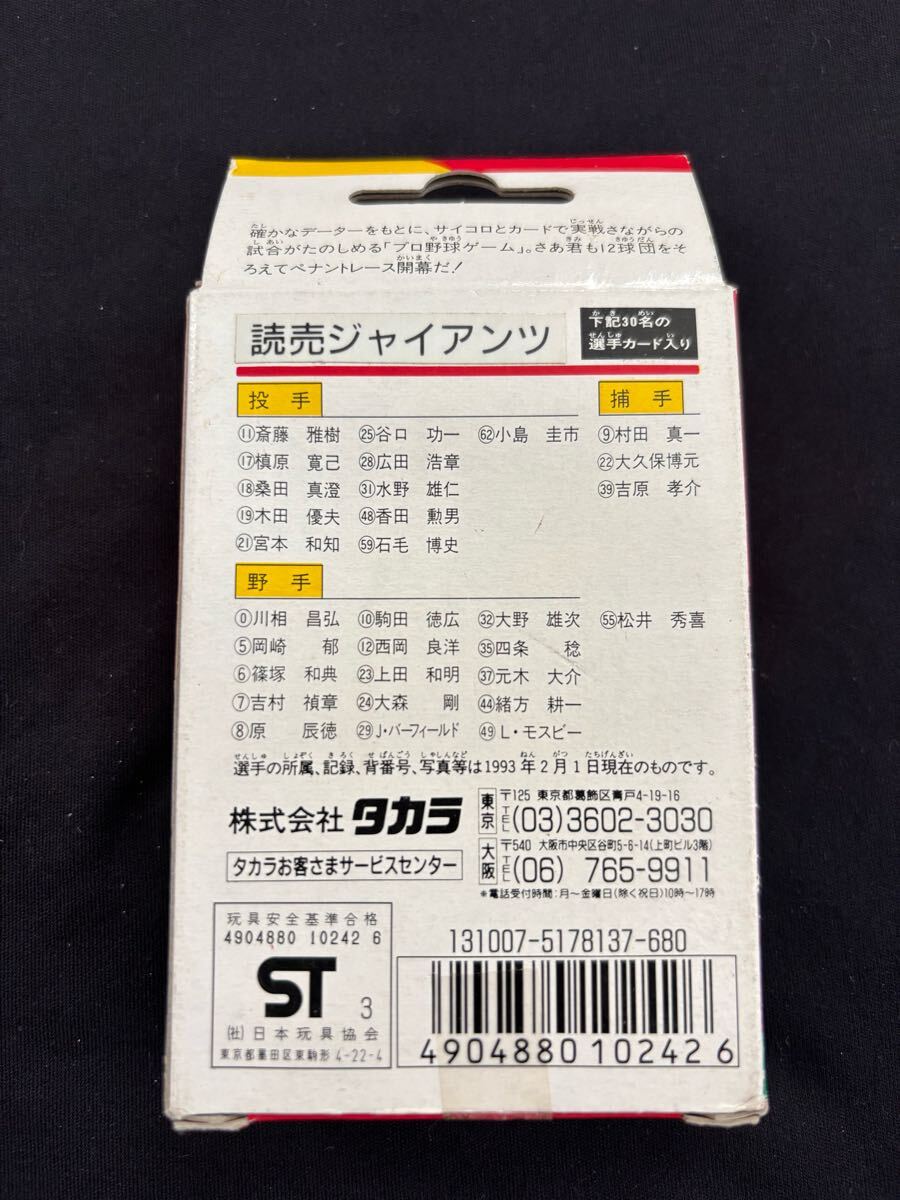 確かなデーターをもとに、サイコロとカードで実戦さながらの
試合がたのしめる「プロ野球ゲーム」。さあ君も12球団をそ
ろえてペナントレース開幕だ!
読売ジャイアンツ
下記30名の
選手カード入り
投手
⑪斎藤 雅樹 ㉕谷口 功一 62小島 圭市
⑰槙原 寛己 ㉘広田 浩章
⑱桑田 真澄 ㉛水野 雄仁
⑲木田 優夫 ㊽香田 勲男
㉑宮本 和知 59石毛 博史
捕手
⑨村田 真一
㉒大久保博元
㊴吉原 孝介
野手
⓪川相 昌弘 ⑩駒田 徳広 ㉜大野 雄次 55松井 秀喜
⑤岡崎 郁 ⑫西岡 良洋 ㉟四条 稔
⑥篠塚 和典 ㉓上田 和明 ㊲元木 大介
⑦吉村 禎章 ㉔大森 剛 ㊹緒方 耕一
⑧原 辰徳 ㉙J・バーフィールド ㊾L・モスビー
選手の所属、記録、背番号、写真等は1993年2月1日現在のものです。
株式会社 タカラ
タカラお客さまサービスセンター
東京 〒125 東京都葛飾区青戸4-19-16
TEL(03)3602-3030
大阪 〒540 大阪市中央区谷町5-6-14(上町ビル3階)
TEL(06) 765-9911
*電話受付時間:月〜金曜日(除く祝日)10時〜17時
玩具安全基準合格
4904880 10242 6
ST 3
(社)日本玩具協会
東京都墨田区東駒形4-22-4
131007-5178137-680
4904880102426